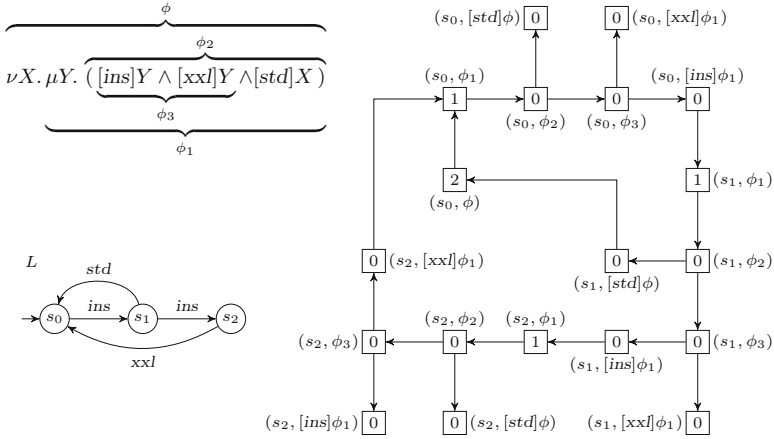 ϕ
ϕ₂
νX. μY. ( [ins]Y ∧ [xxl]Y ∧[std]X )
ϕ₃
ϕ₁
(s₀, [std]ϕ) 0
0 (s₀, [xxl]ϕ₁)
(s₀, ϕ₁) 1
0 (s₀, ϕ₂)
0 (s₀, ϕ₃)
(s₀, [ins]ϕ₁) 0
1 (s₁, ϕ₁)
2 (s₀, ϕ)
0 (s₂, [xxl]ϕ₁)
0 (s₁, [std]ϕ)
0 (s₁, ϕ₂)
L
std
s₀ ins s₁ ins s₂
xxl
(s₂, ϕ₃) 0
(s₂, ϕ₂) 0
(s₂, ϕ₁) 1
0 (s₁, [ins]ϕ₁)
0 (s₁, ϕ₃)
(s₂, [ins]ϕ₁) 0
0 (s₂, [std]ϕ)
(s₁, [xxl]ϕ₁) 0